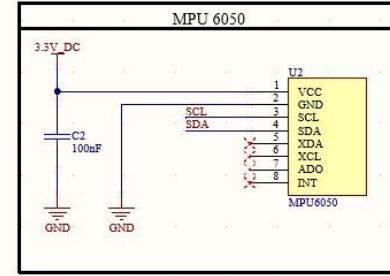 MPU 6050
3.3V_DC
U2
1 VCC
2 GND
SCL 3 SCL
SDA 4 SDA
5 XDA
6 XCL
7 ADO
8 INT
C2
100nF
MPU6050
GND GND